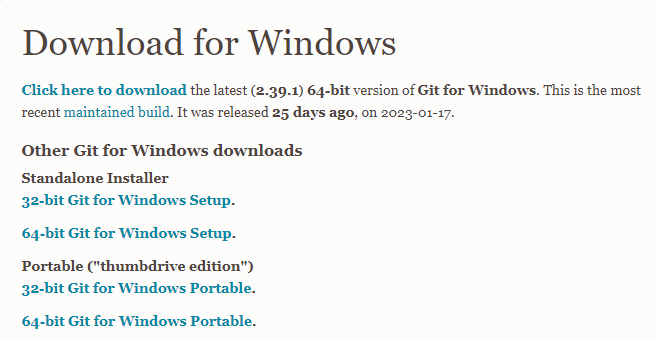 Download for Windows
Click here to download the latest (2.39.1) 64-bit version of Git for Windows. This is the most
recent maintained build. It was released 25 days ago, on 2023-01-17.
Other Git for Windows downloads
Standalone Installer
32-bit Git for Windows Setup.
64-bit Git for Windows Setup.
Portable ("thumbdrive edition")
32-bit Git for Windows Portable.
64-bit Git for Windows Portable.